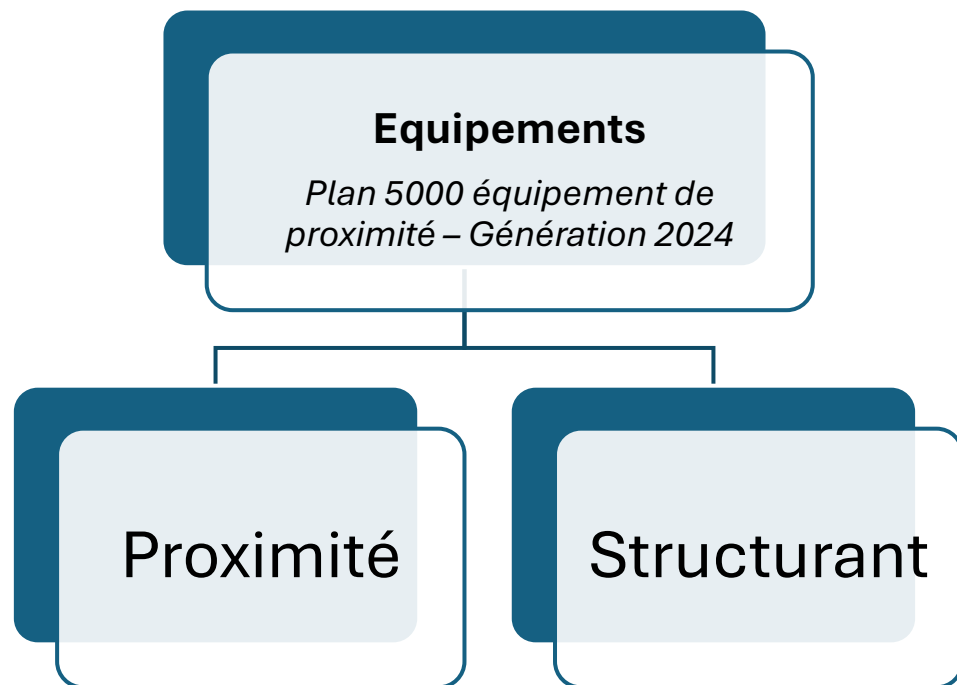 Equipements
Plan 5000 équipement de
proximité – Génération 2024
Proximité
Structurant